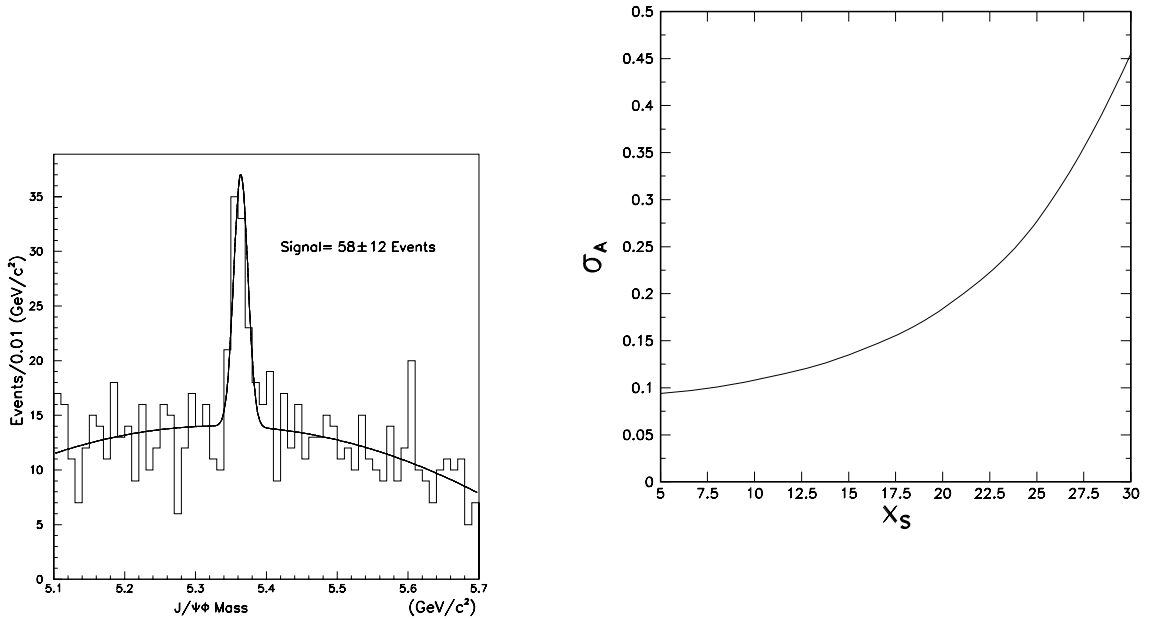 35
30
25
20
15
10
5
0
Events/0.01 (GeV/c²)
Signal= 58±12 Events
5.1 5.2 5.3 5.4 5.5 5.6 5.7
J/ψφ Mass (GeV/c²)
0.5
0.45
0.4
0.35
0.3
0.25
0.2
0.15
0.1
0.05
0
σ_A
5 7.5 10 12.5 15 17.5 20 22.5 25 27.5 30
X_S